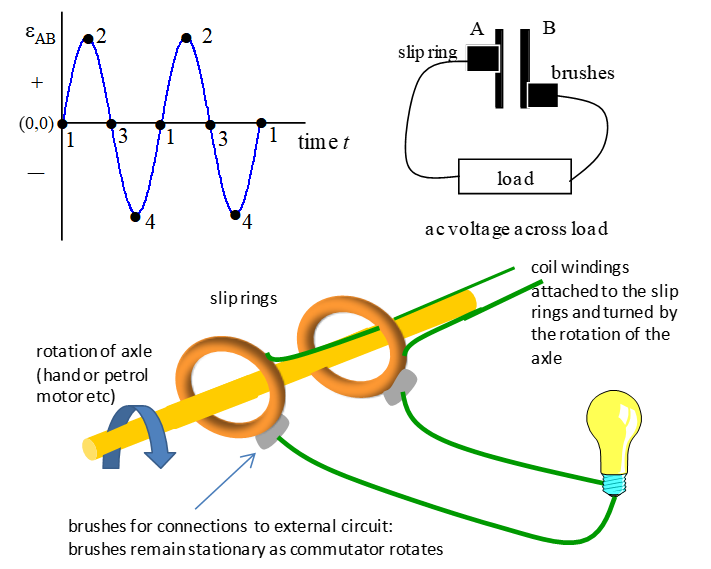 εAB
+
(0,0)
—
1
2
3
4
1
2
3
4
1
time t
A
B
slip ring
brushes
load
ac voltage across load
slip rings
coil windings
attached to the slip
rings and turned by
the rotation of the
axle
rotation of axle
(hand or petrol
motor etc)
brushes for connections to external circuit:
brushes remain stationary as commutator rotates